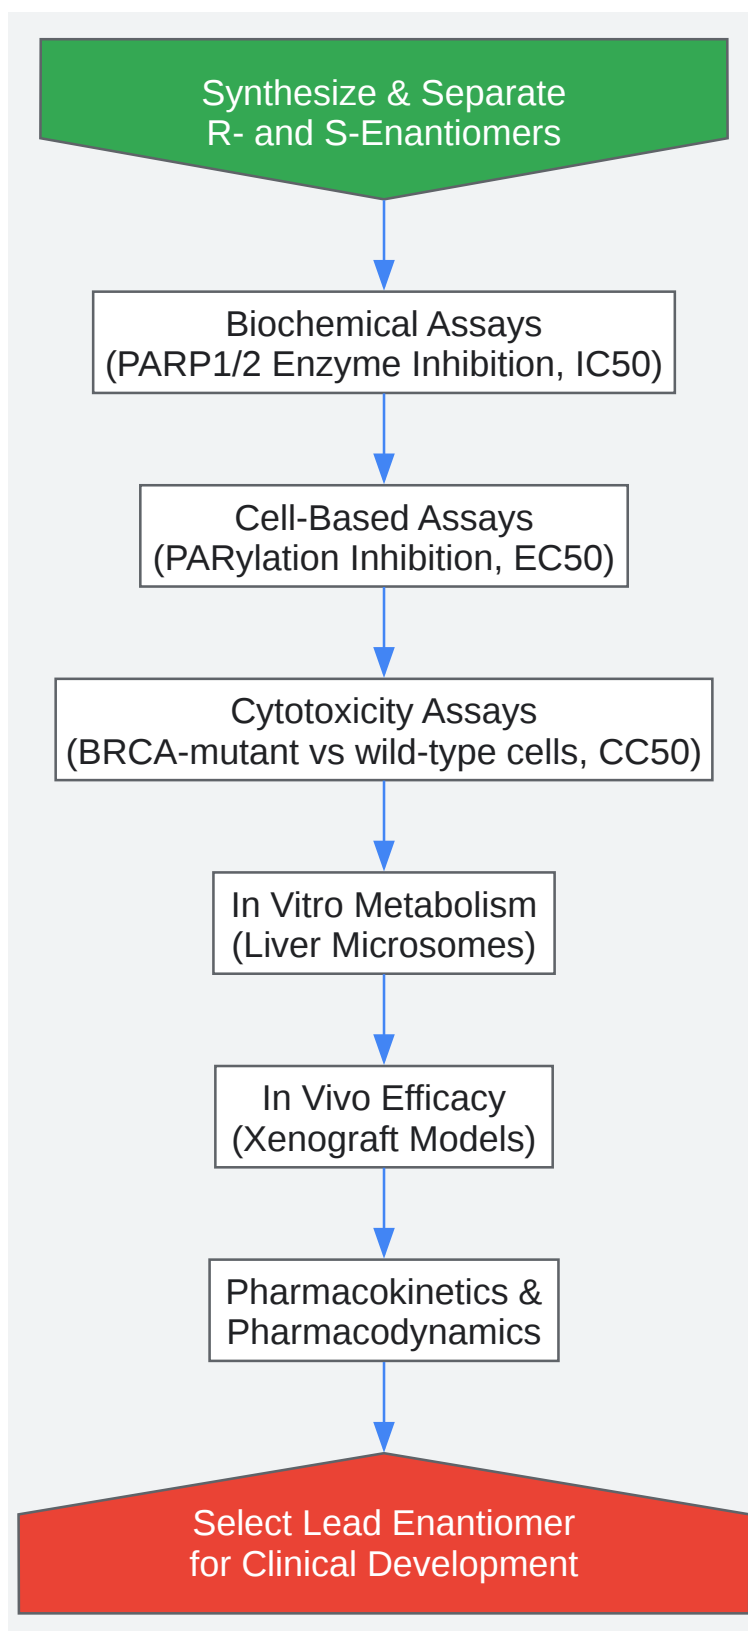 Synthesize & Separate
R- and S-Enantiomers
Biochemical Assays
(PARP1/2 Enzyme Inhibition, IC50)
Cell-Based Assays
(PARylation Inhibition, EC50)
Cytotoxicity Assays
(BRCA-mutant vs wild-type cells, CC50)
In Vitro Metabolism
(Liver Microsomes)
In Vivo Efficacy
(Xenograft Models)
Pharmacokinetics &
Pharmacodynamics
Select Lead Enantiomer
for Clinical Development